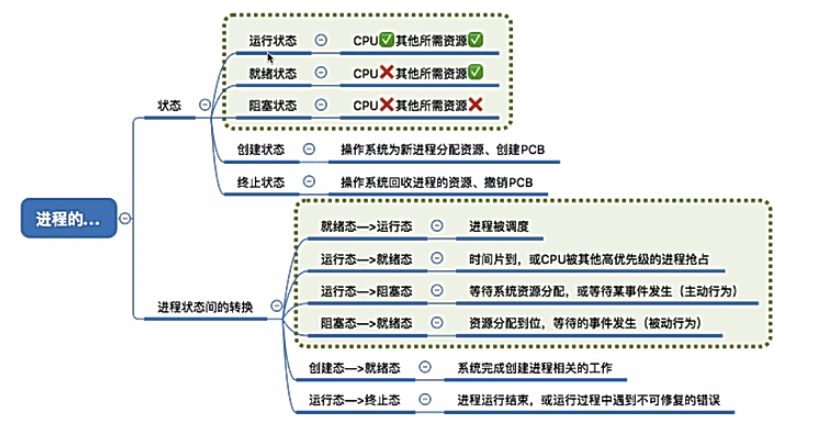 运行状态 CPU✅其他所需资源✅
就绪状态 CPU❌其他所需资源✅
阻塞状态 CPU❌其他所需资源❌
状态
创建状态 操作系统为新进程分配资源、创建PCB
终止状态 操作系统回收进程的资源、撤销PCB
进程的...
就绪态—>运行态 进程被调度
运行态—>就绪态 时间片到，或CPU被其他高优先级的进程抢占
运行态—>阻塞态 等待系统资源分配，或等待某事件发生（主动行为）
进程状态间的转换
阻塞态—>就绪态 资源分配到位，等待的事件发生（被动行为）
创建态—>就绪态 系统完成创建进程相关的工作
运行态—>终止态 进程运行结束，或运行过程中遇到不可修复的错误